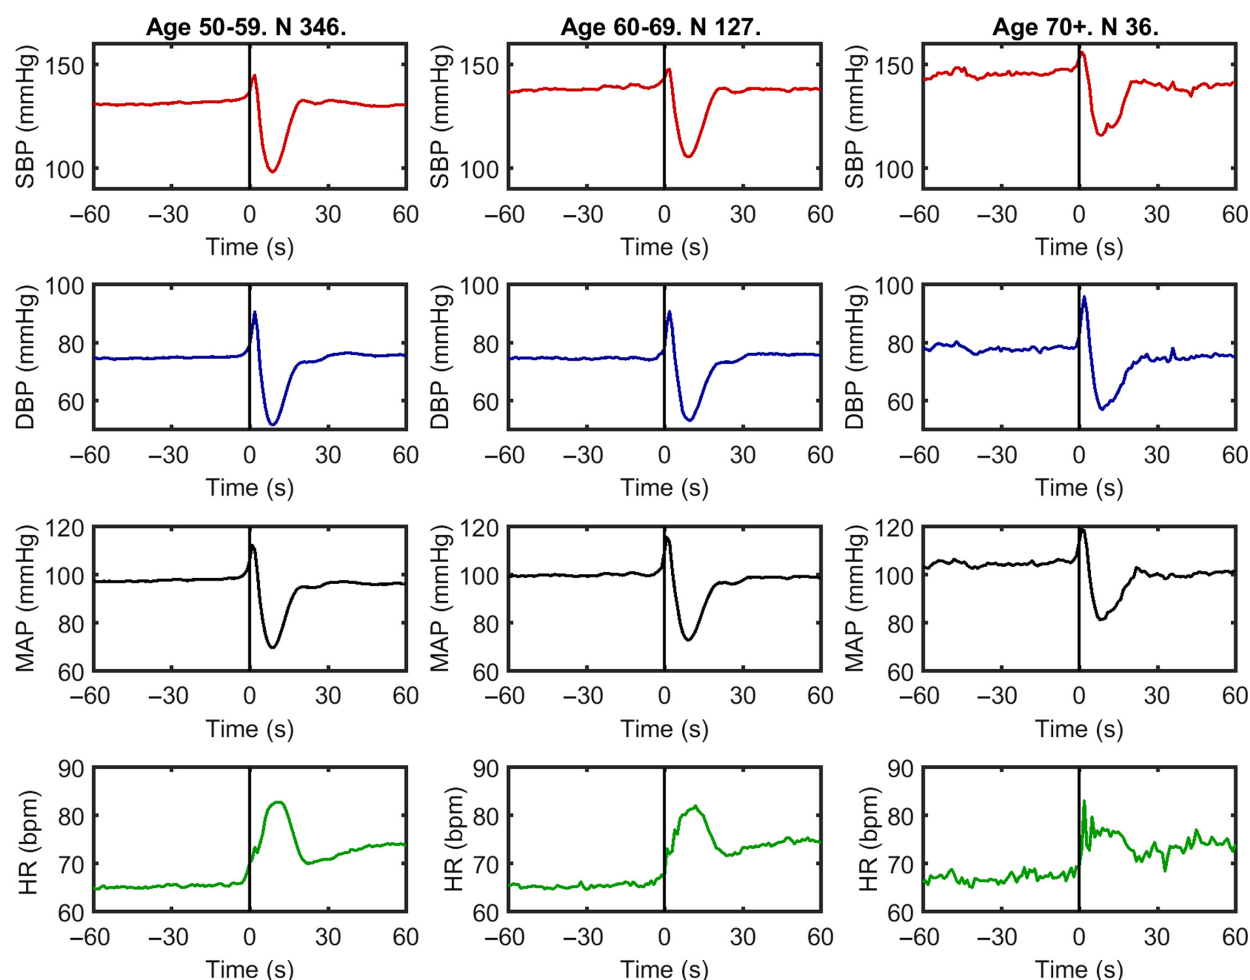 Age 50-59. N 346. Age 60-69. N 127. Age 70+. N 36.
SBP (mmHg) 150 100 SBP (mmHg) 150 100 SBP (mmHg) 150 100
−60 −30 0 30 60 −60 −30 0 30 60 −60 −30 0 30 60
Time (s) Time (s) Time (s)
DBP (mmHg) 100 80 60 DBP (mmHg) 100 80 60 DBP (mmHg) 100 80 60
−60 −30 0 30 60 −60 −30 0 30 60 −60 −30 0 30 60
Time (s) Time (s) Time (s)
MAP (mmHg) 120 100 80 60 MAP (mmHg) 120 100 80 60 MAP (mmHg) 120 100 80 60
−60 −30 0 30 60 −60 −30 0 30 60 −60 −30 0 30 60
Time (s) Time (s) Time (s)
HR (bpm) 90 80 70 60 HR (bpm) 90 80 70 60 HR (bpm) 90 80 70 60
−60 −30 0 30 60 −60 −30 0 30 60 −60 −30 0 30 60
Time (s) Time (s) Time (s)